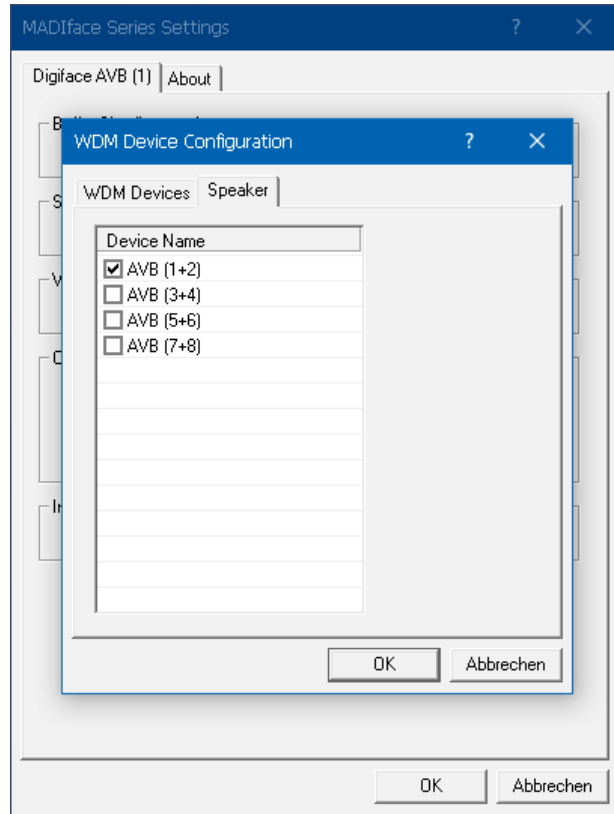 MADIface Series Settings
Digiface AVB (1)
About
WDM Device Configuration
WDM Devices
Speaker
Device Name
AVB (1+2)
AVB (3+4)
AVB (5+6)
AVB (7+8)
OK
Abbrechen
OK
Abbrechen